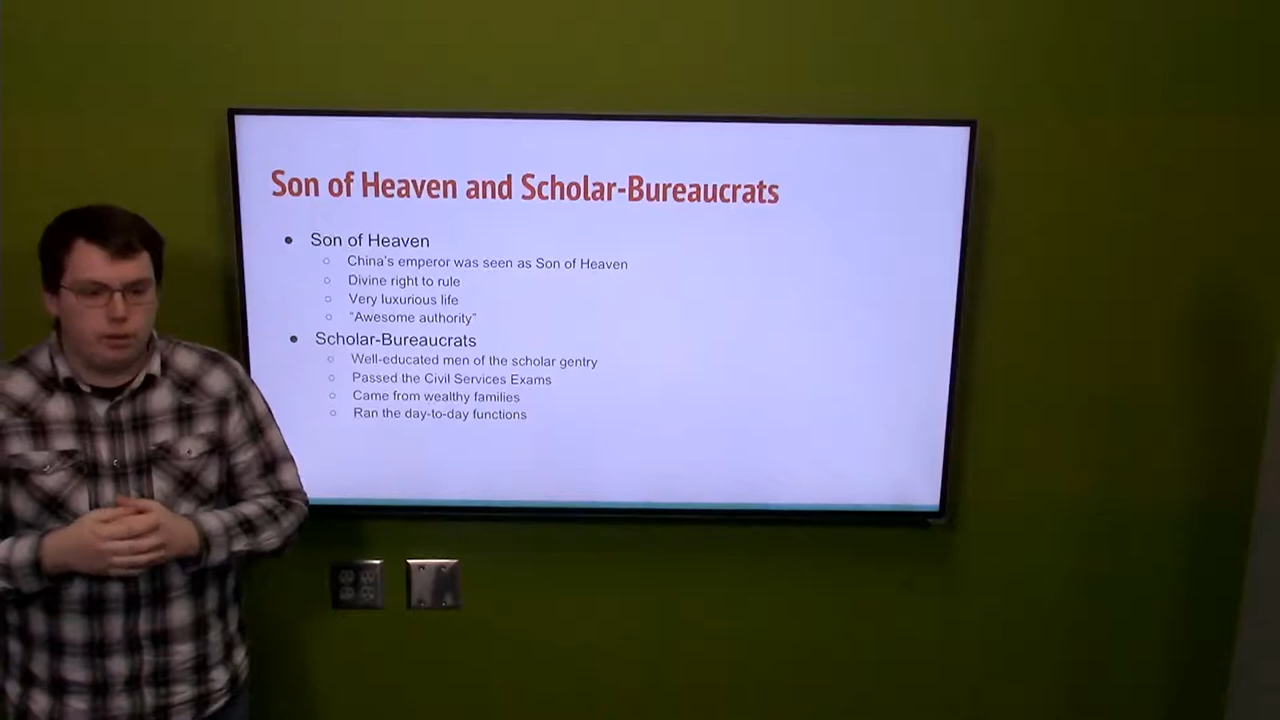 Son of Heaven and Scholar-Bureaucrats
● Son of Heaven
○ China's emperor was seen as Son of Heaven
○ Divine right to rule
○ Very luxurious life
○ "Awesome authority"
● Scholar-Bureaucrats
○ Well-educated men of the scholar gentry
○ Passed the Civil Services Exams
○ Came from wealthy families
○ Ran the day-to-day functions